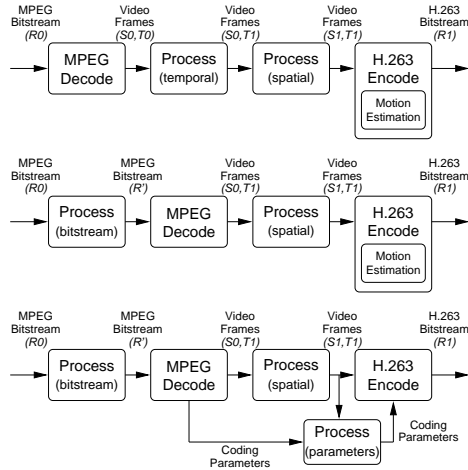 MPEG
Bitstream
(R0)
Video
Frames
(S0,T0)
Video
Frames
(S0,T1)
Video
Frames
(S1,T1)
H.263
Bitstream
(R1)
MPEG
Decode
Process
(temporal)
Process
(spatial)
H.263
Encode
Motion
Estimation
MPEG
Bitstream
(R0)
MPEG
Bitstream
(R')
Video
Frames
(S0,T1)
Video
Frames
(S1,T1)
H.263
Bitstream
(R1)
Process
(bitstream)
MPEG
Decode
Process
(spatial)
H.263
Encode
Motion
Estimation
MPEG
Bitstream
(R0)
MPEG
Bitstream
(R')
Video
Frames
(S0,T1)
Video
Frames
(S1,T1)
H.263
Bitstream
(R1)
Process
(bitstream)
MPEG
Decode
Process
(spatial)
H.263
Encode
Coding
Parameters
Process
(parameters)
Coding
Parameters